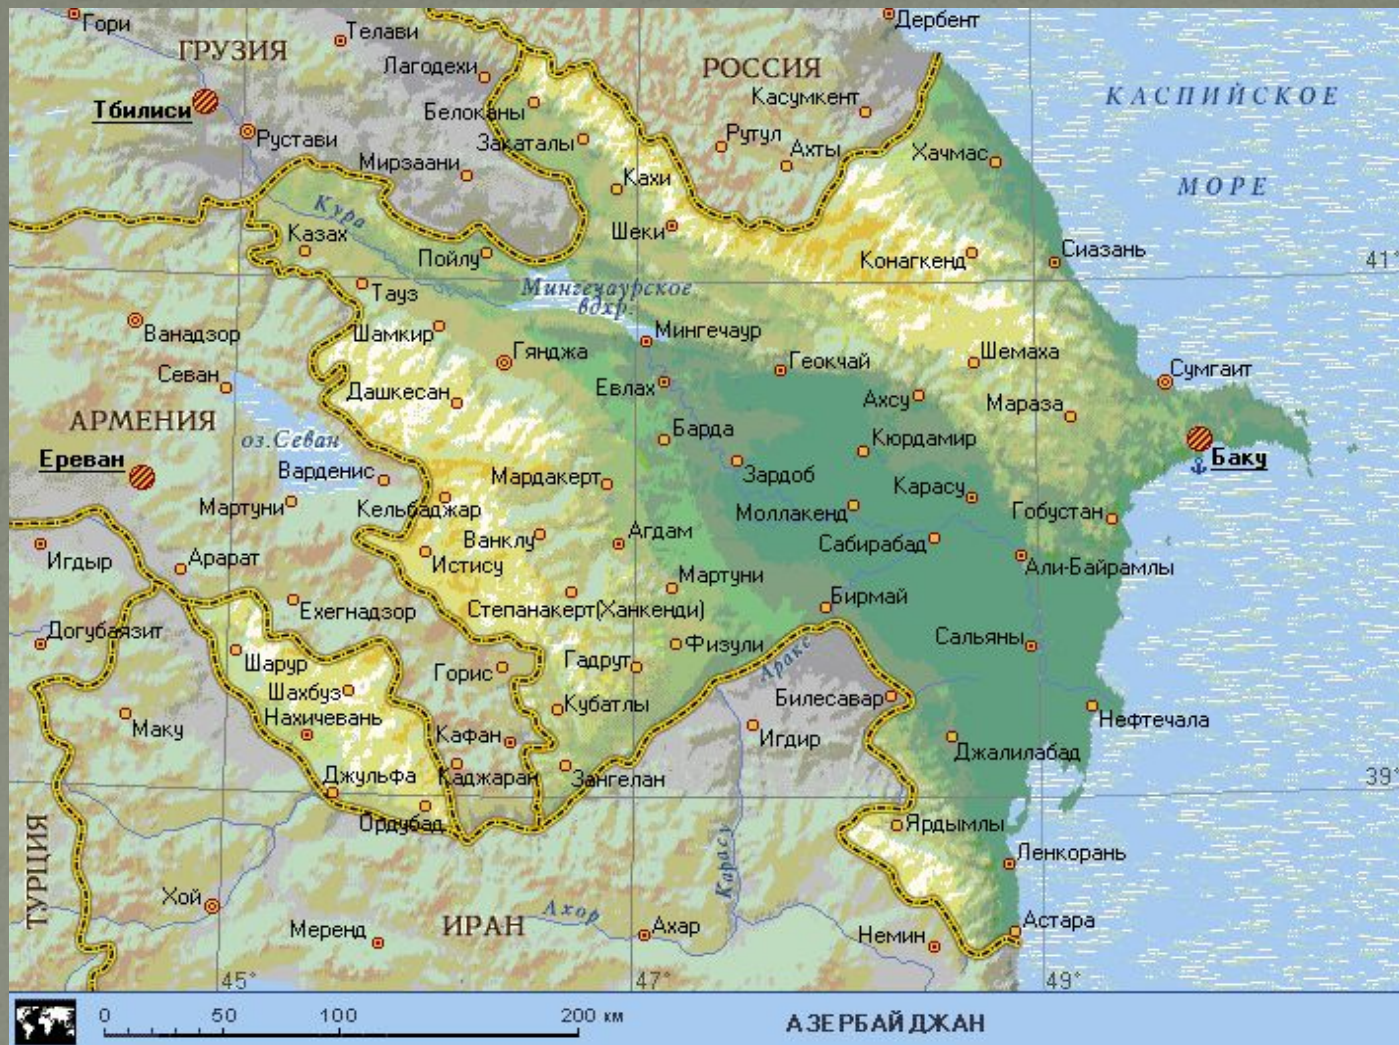 Гори
Телави
Дербент
ГРУЗИЯ
Лагодехи
РОССИЯ
Тбилиси
Белоканы
Касумкент
КАСПИЙСКОЕ
Рустави
Закаталы
Рутул
Ахты
Хачмас
Мирзаани
Кахи
МОРЕ
Кура
Казах
Пойлу
Шеки
Конагкенд
Сиазань
41°
Тауз
Мингечаурское
вдхр.
Ванадзор
Шамкир
Мингечаур
Гянджа
Геокчай
Шемаха
Севан
Дашкесан
Евлах
Ахсу
Мараза
Сумгаит
АРМЕНИЯ
оз.Севан
Барда
Кюрдамир
Ереван
Варденис
Мардакерт
Зардоб
Карасу
Баку
Мартуни
Кельбаджар
Моллакенд
Гобустан
Игдыр
Арарат
Ванклу
Агдам
Сабирабад
Истису
Али-Байрамлы
Ехегнадзор
Степанакерт(Ханкенди)
Мартуни
Бирмай
Догубаязит
Шарур
Горис
Гадрут
Физули
Аракс
Сальяны
Шахбуз
Билесавар
Маку
Нахичевань
Кафан
Кубатлы
Игдир
Нефтечала
Джалилабад
Джульфа
Каджаран
Зангелан
39°
ТУРЦИЯ
Ордубад
Карасу
Ярдымлы
Ленкорань
Хой
Меренд
ИРАН
Ахор
Ахар
Немин
Астара
45°
47°
49°
0
50
100
200 км
АЗЕРБАЙДЖАН